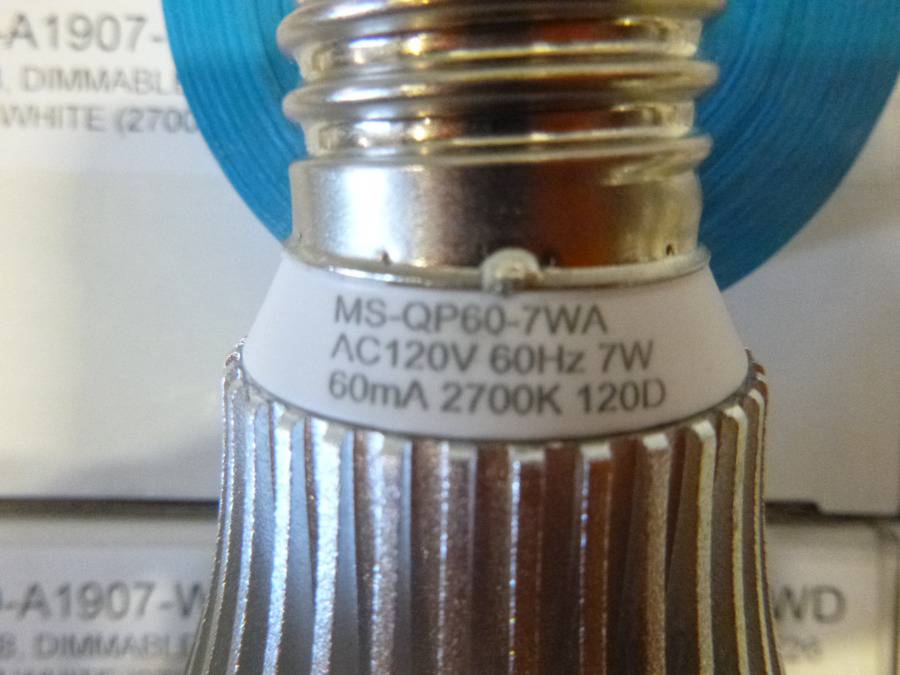 -A1907-
DIMMABLE
WHITE (2700
MS-QP60-7WA
AC120V 60Hz 7W
60mA 2700K 120D
-A1907-W
WD
DIMMABLE